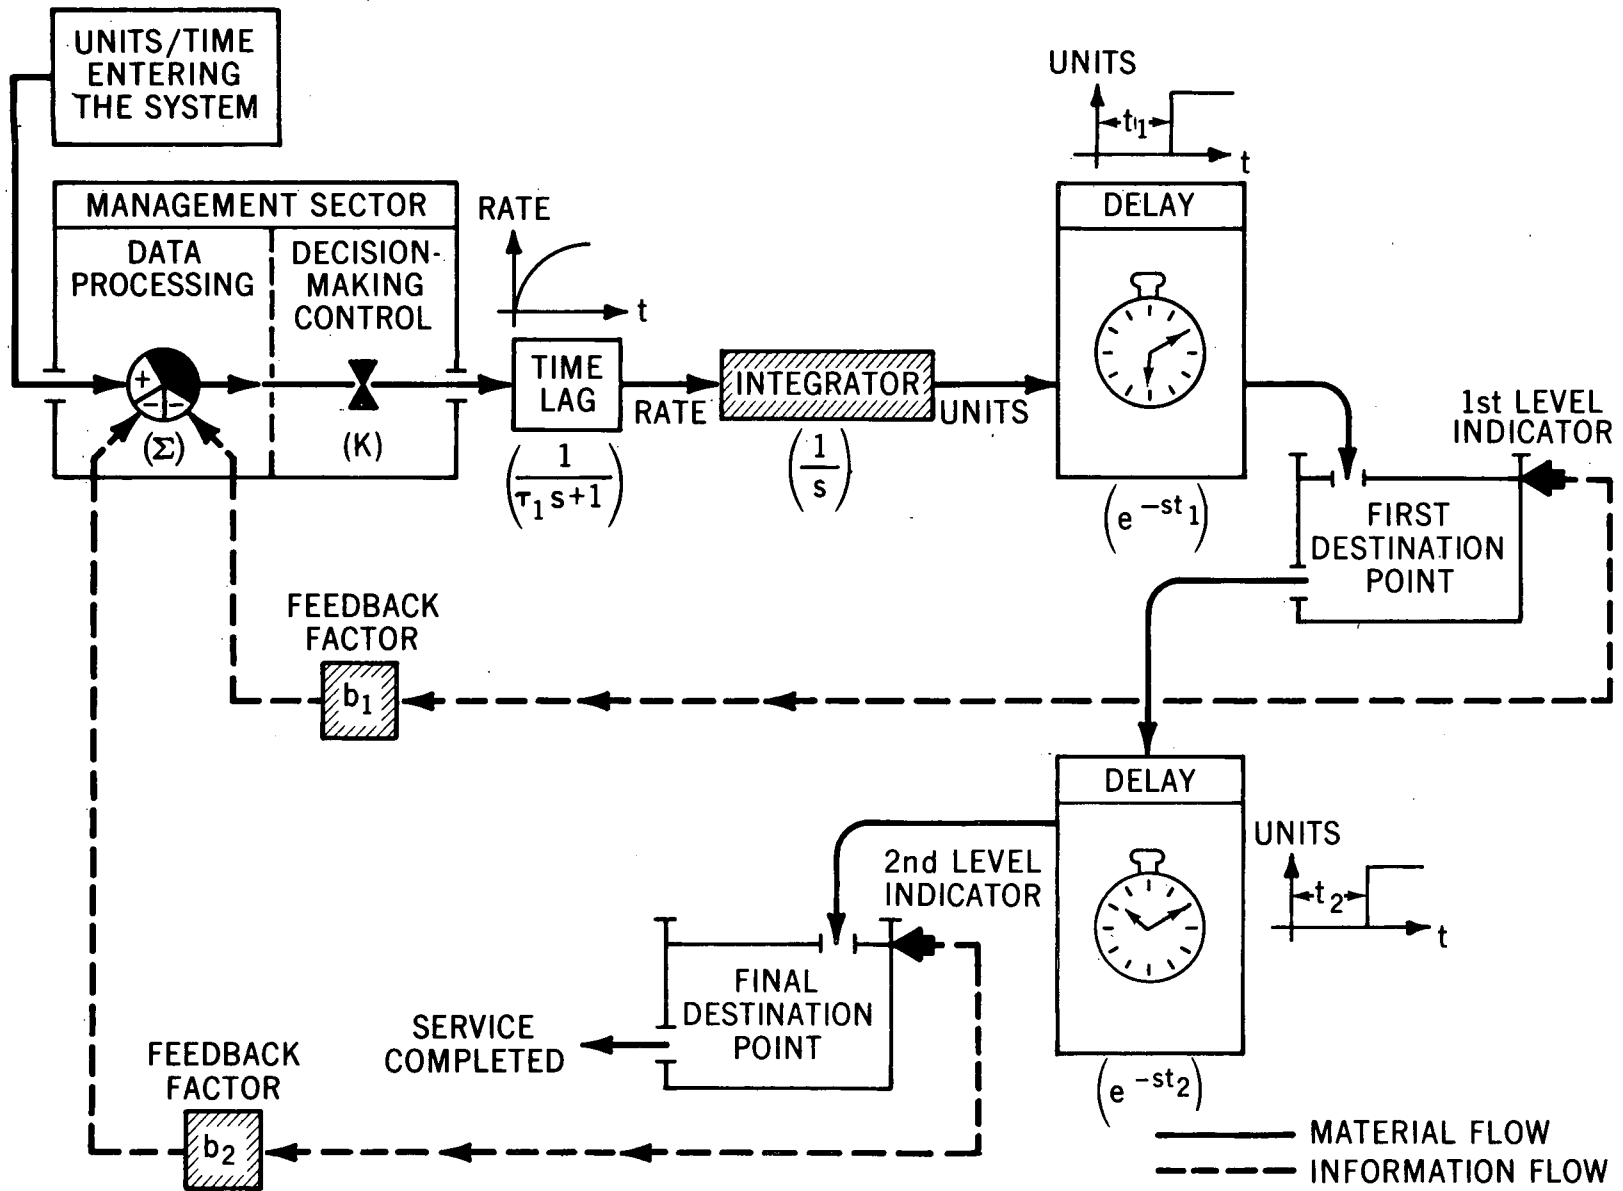 UNITS/TIME
ENTERING
THE SYSTEM
MANAGEMENT SECTOR
DATA
PROCESSING
DECISION-
MAKING
CONTROL
+
- -
(Σ)
(K)
RATE
t
TIME
LAG
(1/(τ₁s+1))
RATE
INTEGRATOR
(1/s)
UNITS
UNITS
t₁
t
DELAY
(e^-st₁)
1st LEVEL
INDICATOR
FIRST
DESTINATION
POINT
FEEDBACK
FACTOR
b₁
DELAY
UNITS
t₂
t
(e^-st₂)
2nd LEVEL
INDICATOR
FINAL
DESTINATION
POINT
SERVICE
COMPLETED
FEEDBACK
FACTOR
b₂
MATERIAL FLOW
INFORMATION FLOW